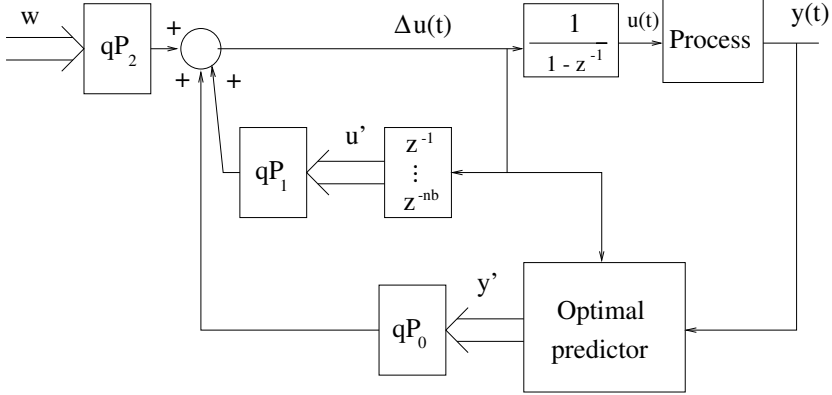 w
qP₂
+
+
+
Δu(t)
1
1 - z⁻¹
u(t)
Process
y(t)
qP₁
u'
z⁻¹
⋮
z⁻ⁿᵇ
qP₀
y'
Optimal
predictor